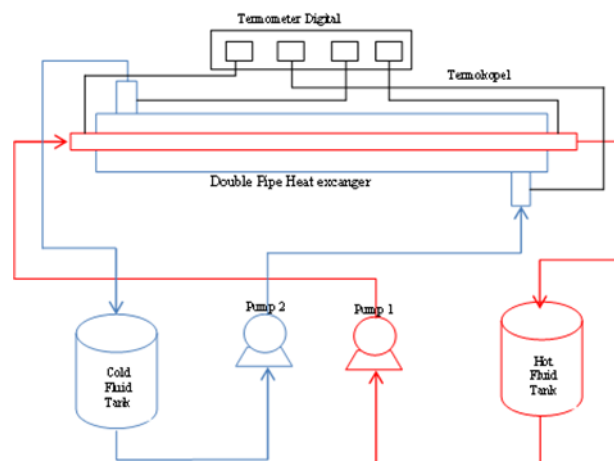 Termometer Digital
Termokopel
Double Pipe Heat excanger
Pump 2
Pump 1
Cold
Fluid
Tank
Hot
Fluid
Tank